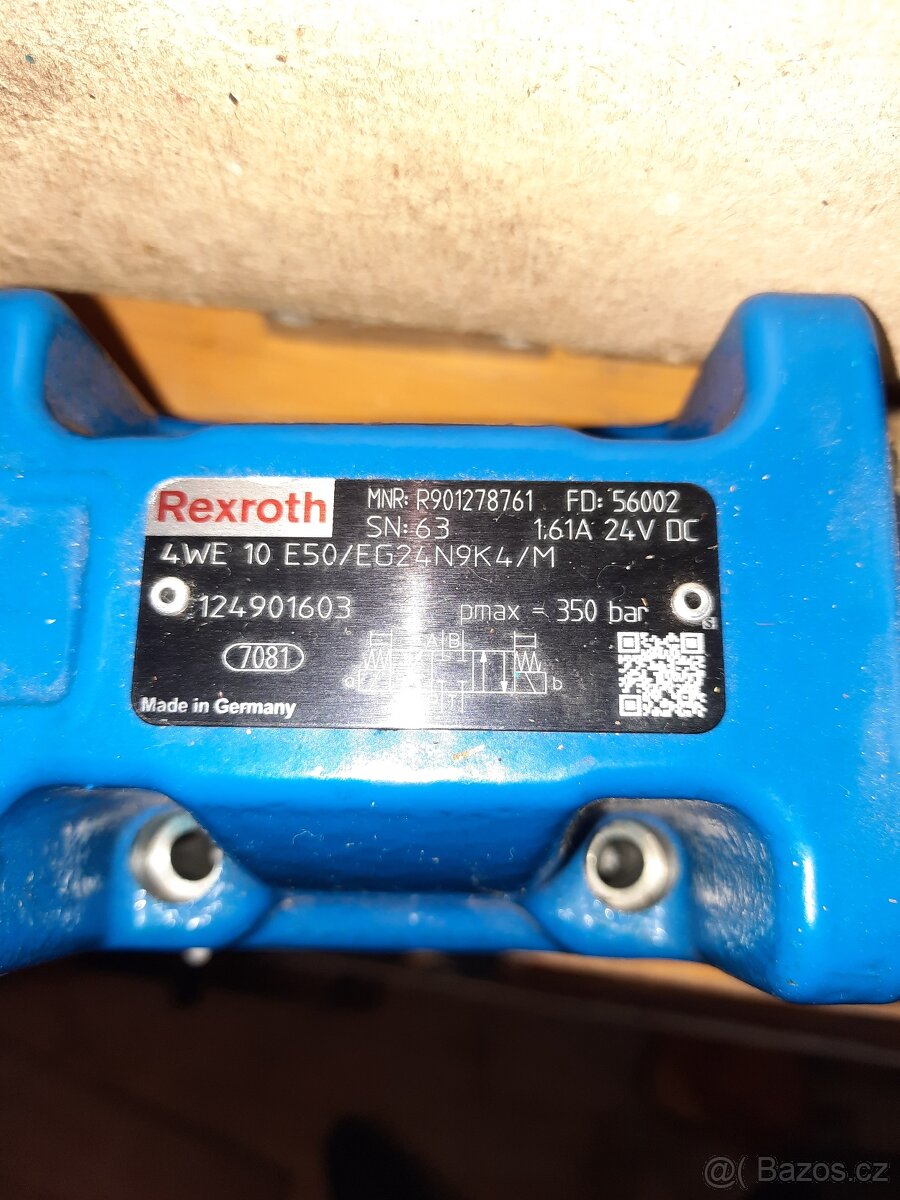 Rexroth
MNR: R901278761 FD: 56002
SN: 63 1.61A 24V DC
4WE 10 E50/EG24N9K4/M
124901603 pmax = 350 bar
7081
A B
a b
Made in Germany
@( Bazos.cz